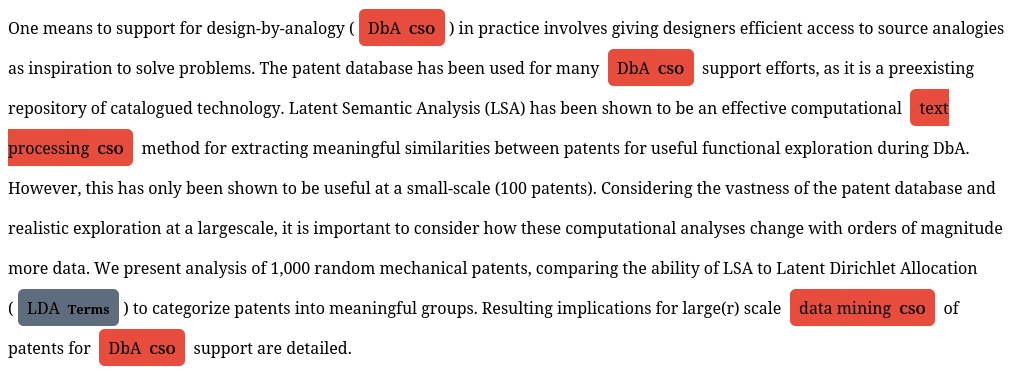 One means to support for design-by-analogy ( DbA CSO ) in practice involves giving designers efficient access to source analogies
as inspiration to solve problems. The patent database has been used for many DbA CSO support efforts, as it is a preexisting
repository of catalogued technology. Latent Semantic Analysis (LSA) has been shown to be an effective computational text
processing CSO method for extracting meaningful similarities between patents for useful functional exploration during DbA.
However, this has only been shown to be useful at a small-scale (100 patents). Considering the vastness of the patent database and
realistic exploration at a largescale, it is important to consider how these computational analyses change with orders of magnitude
more data. We present analysis of 1,000 random mechanical patents, comparing the ability of LSA to Latent Dirichlet Allocation
( LDA Terms ) to categorize patents into meaningful groups. Resulting implications for large(r) scale data mining CSO of
patents for DbA CSO support are detailed.